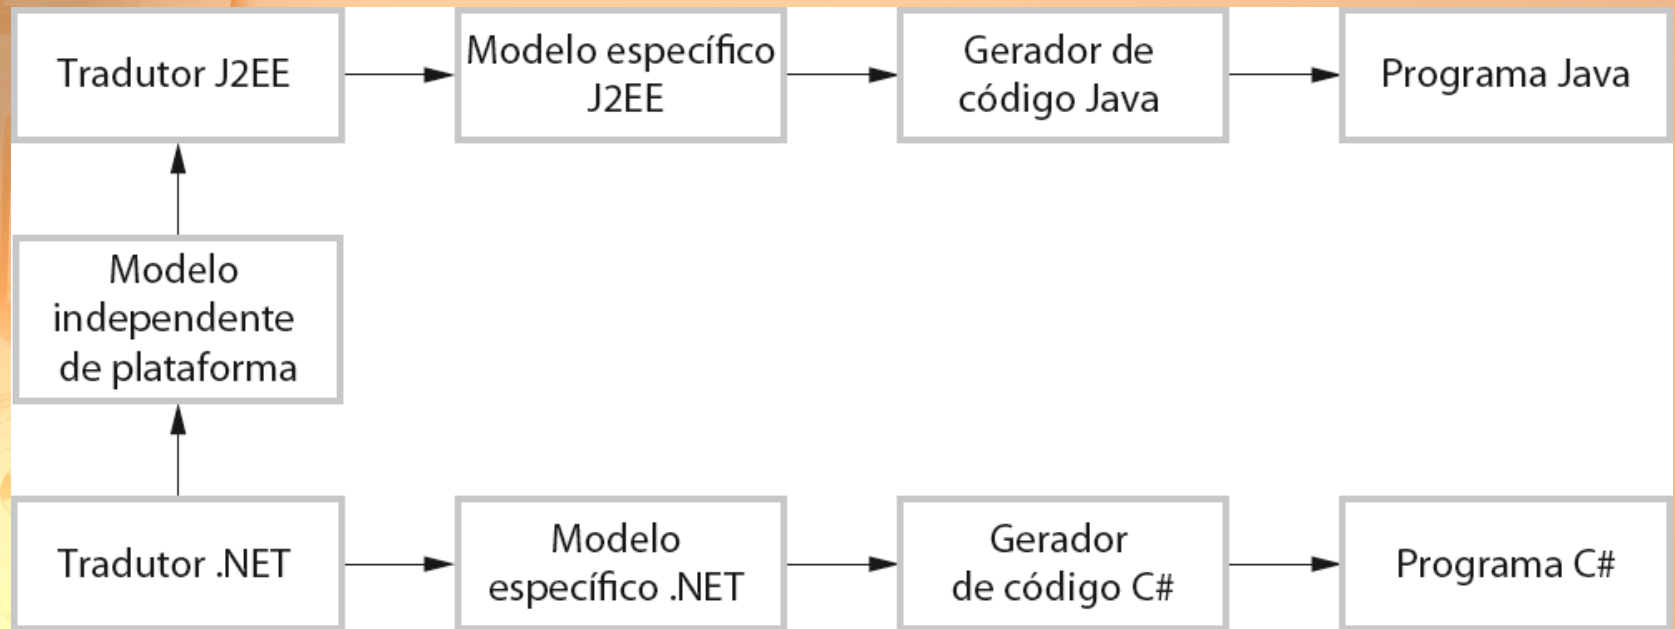 Tradutor J2EE
Modelo específico
J2EE
Gerador de
código Java
Programa Java
Modelo
independente
de plataforma
Tradutor .NET
Modelo
específico .NET
Gerador
de código C#
Programa C#